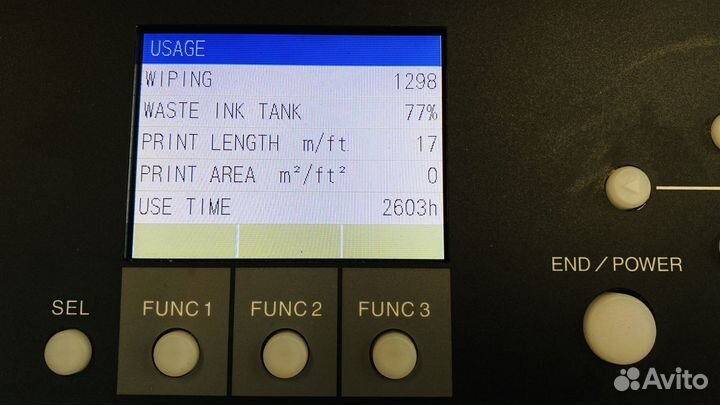 USAGE
WIPING 1298
WASTE INK TANK 77%
PRINT LENGTH m/ft 17
PRINT AREA m²/ft² 0
USE TIME 2603h
END / POWER
SEL FUNC 1 FUNC 2 FUNC 3
Avito